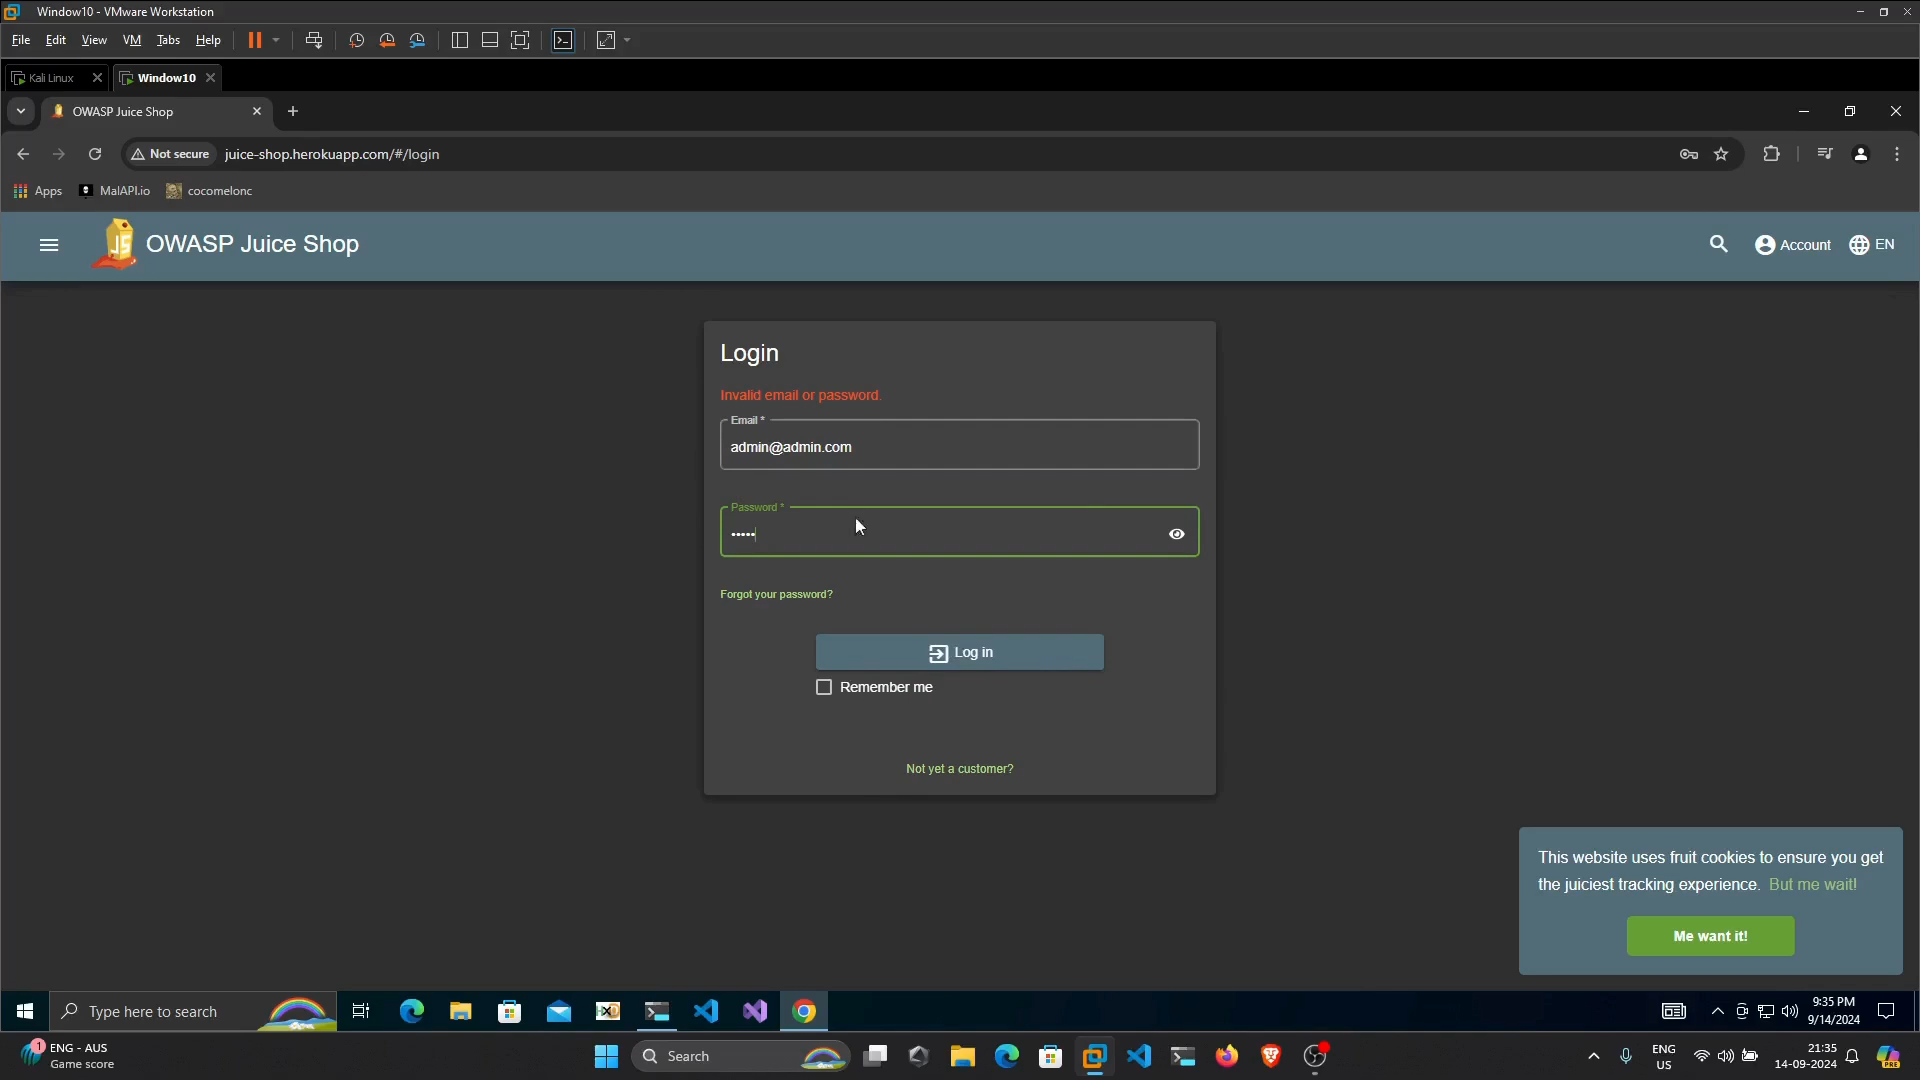 Window10 - VMware Workstation
File Edit View VM Tabs Help
Kali Linux Window10
OWASP Juice Shop
Not secure juice-shop.herokuapp.com/#/login
Apps MalAPI.io cocomelonc
OWASP Juice Shop Account EN
Login
Invalid email or password.
Email *
admin@admin.com
Password *
•••••
Forgot your password?
Log in
Remember me
Not yet a customer?
This website uses fruit cookies to ensure you get
the juiciest tracking experience. But me wait!
Me want it!
Type here to search
9:35 PM
9/14/2024
1 ENG - AUS
Game score
Search
ENG
US
21:35
14-09-2024